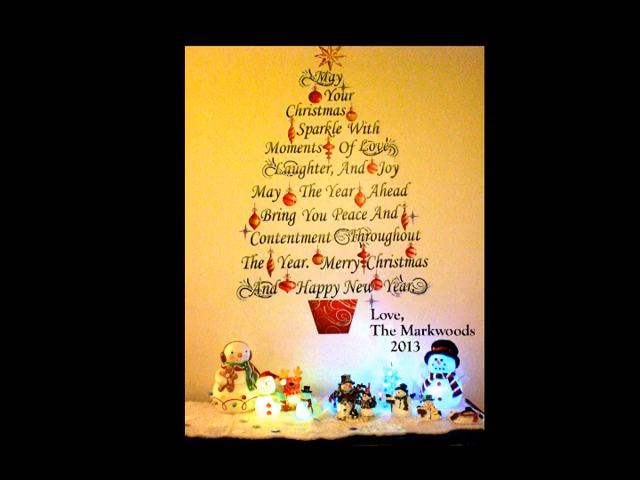 May
Your
Christmas
Sparkle With
Moments Of Love
Laughter, And Joy
May The Year Ahead
Bring You Peace And
Contentment Throughout
The Year. Merry Christmas
And Happy New Year.
Love,
The Markwoods
2013